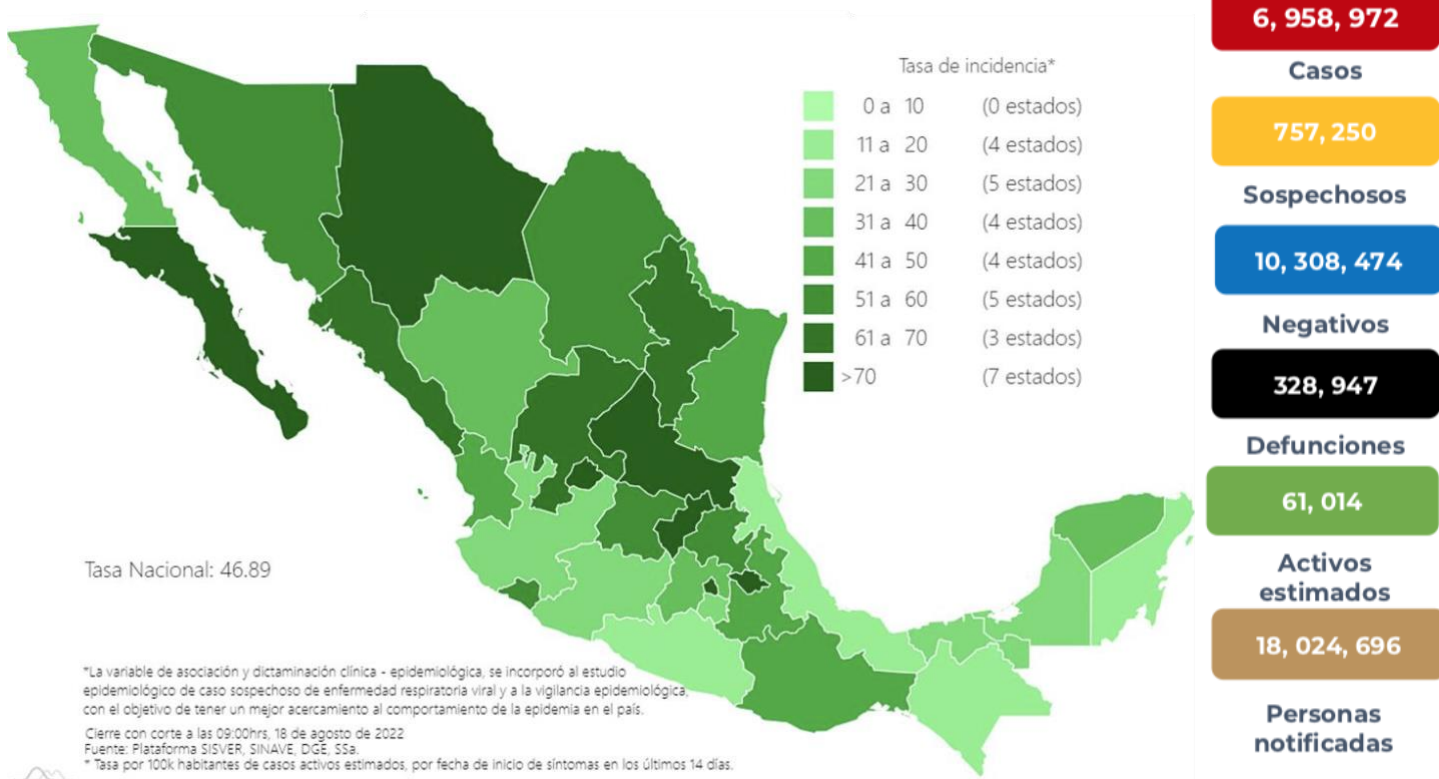 Tasa de incidencia*
0 a 10 (0 estados)
11 a 20 (4 estados)
21 a 30 (5 estados)
31 a 40 (4 estados)
41 a 50 (4 estados)
51 a 60 (5 estados)
61 a 70 (3 estados)
>70 (7 estados)
Tasa Nacional: 46.89
*La variable de asociación y dictaminación clínica - epidemiológica, se incorporó al estudio
epidemiológico de caso sospechoso de enfermedad respiratoria viral y a la vigilancia epidemiológica,
con el objetivo de tener un mejor acercamiento al comportamiento de la epidemia en el país.
Cierre con corte a las 09:00hrs, 18 de agosto de 2022
Fuente: Plataforma SISVER, SINAVE, DGE, SSa.
* Tasa por 100k habitantes de casos activos estimados, por fecha de inicio de síntomas en los últimos 14 días.
6, 958, 972
Casos
757, 250
Sospechosos
10, 308, 474
Negativos
328, 947
Defunciones
61, 014
Activos
estimados
18, 024, 696
Personas
notificadas